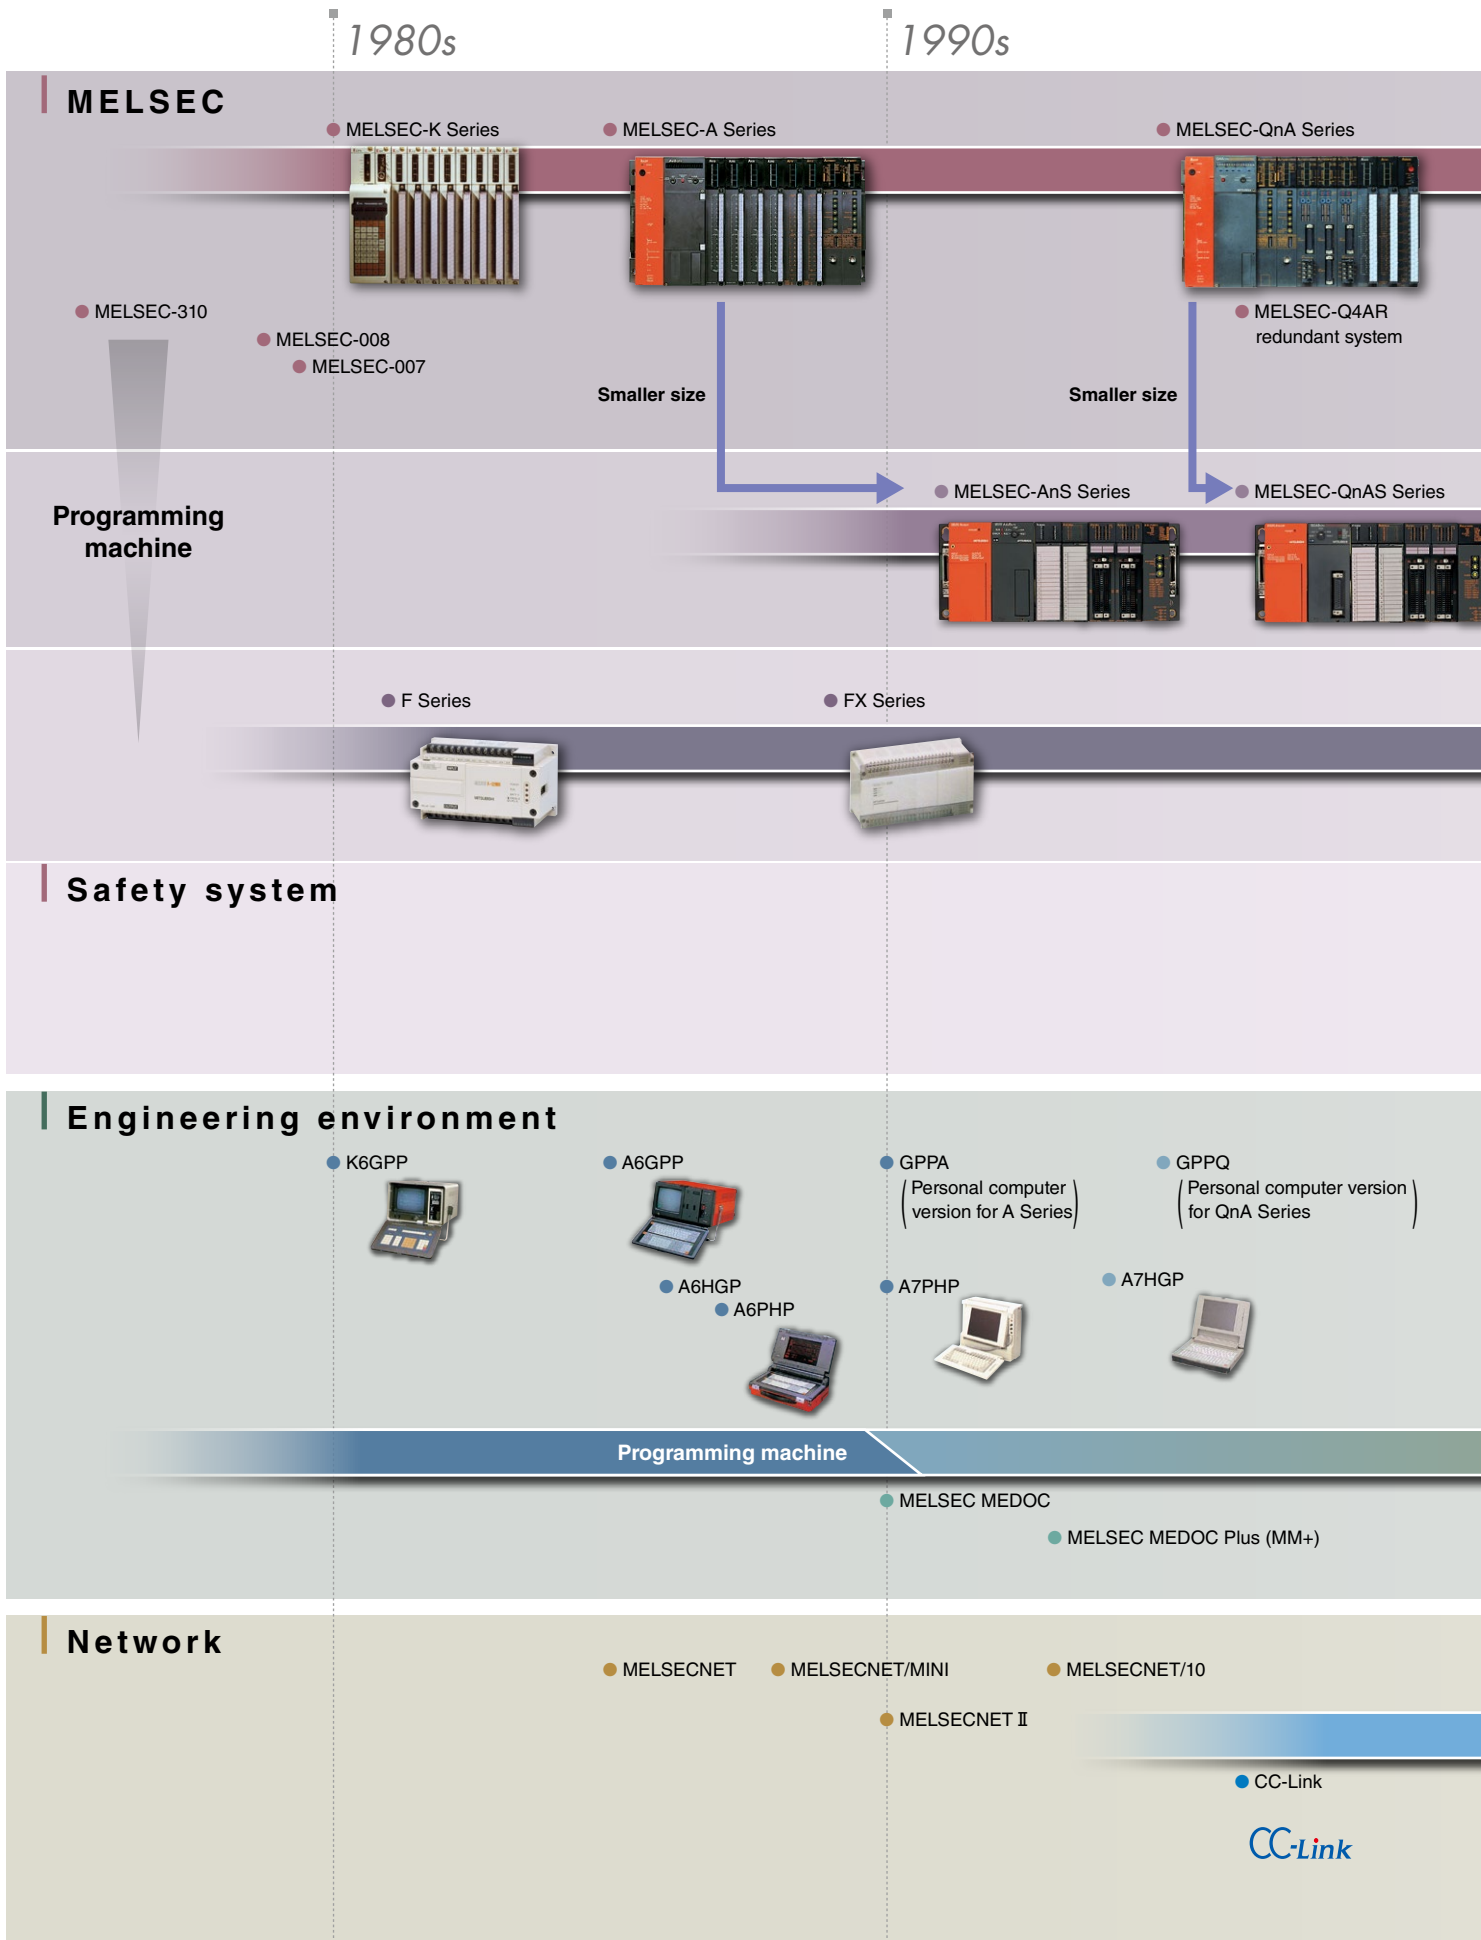 1980s
1990s
MELSEC
MELSEC-K Series
MELSEC-A Series
MELSEC-QnA Series
MELSEC-310
MELSEC-008
MELSEC-007
MELSEC-Q4AR
redundant system
Smaller size
Smaller size
Programming
machine
MELSEC-AnS Series
MELSEC-QnAS Series
F Series
FX Series
Safety system
Engineering environment
K6GPP
A6GPP
GPPA
(Personal computer
version for A Series)
GPPQ
(Personal computer version
for QnA Series)
A6HGP
A6PHP
A7PHP
A7HGP
Programming machine
MELSEC MEDOC
MELSEC MEDOC Plus (MM+)
Network
MELSECNET
MELSECNET/MINI
MELSECNET/10
MELSECNET II
CC-Link
CC-Link